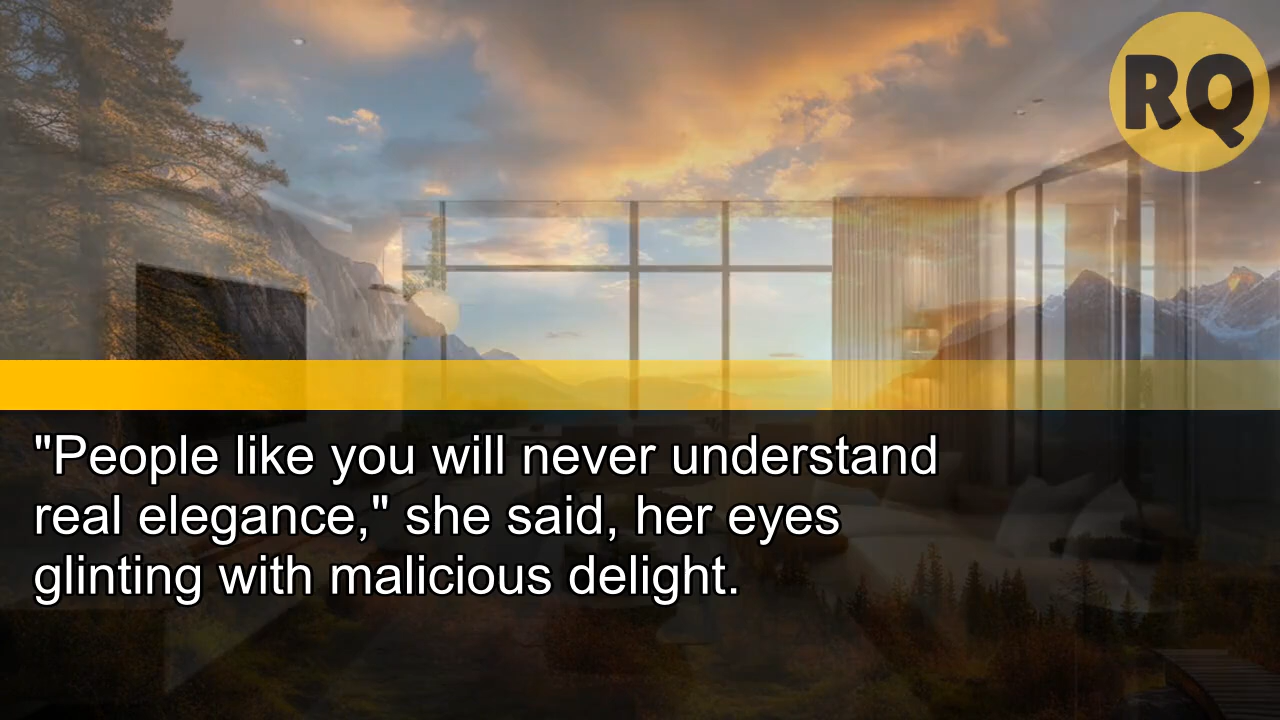 RQ
"People like you will never understand
real elegance," she said, her eyes
glinting with malicious delight.